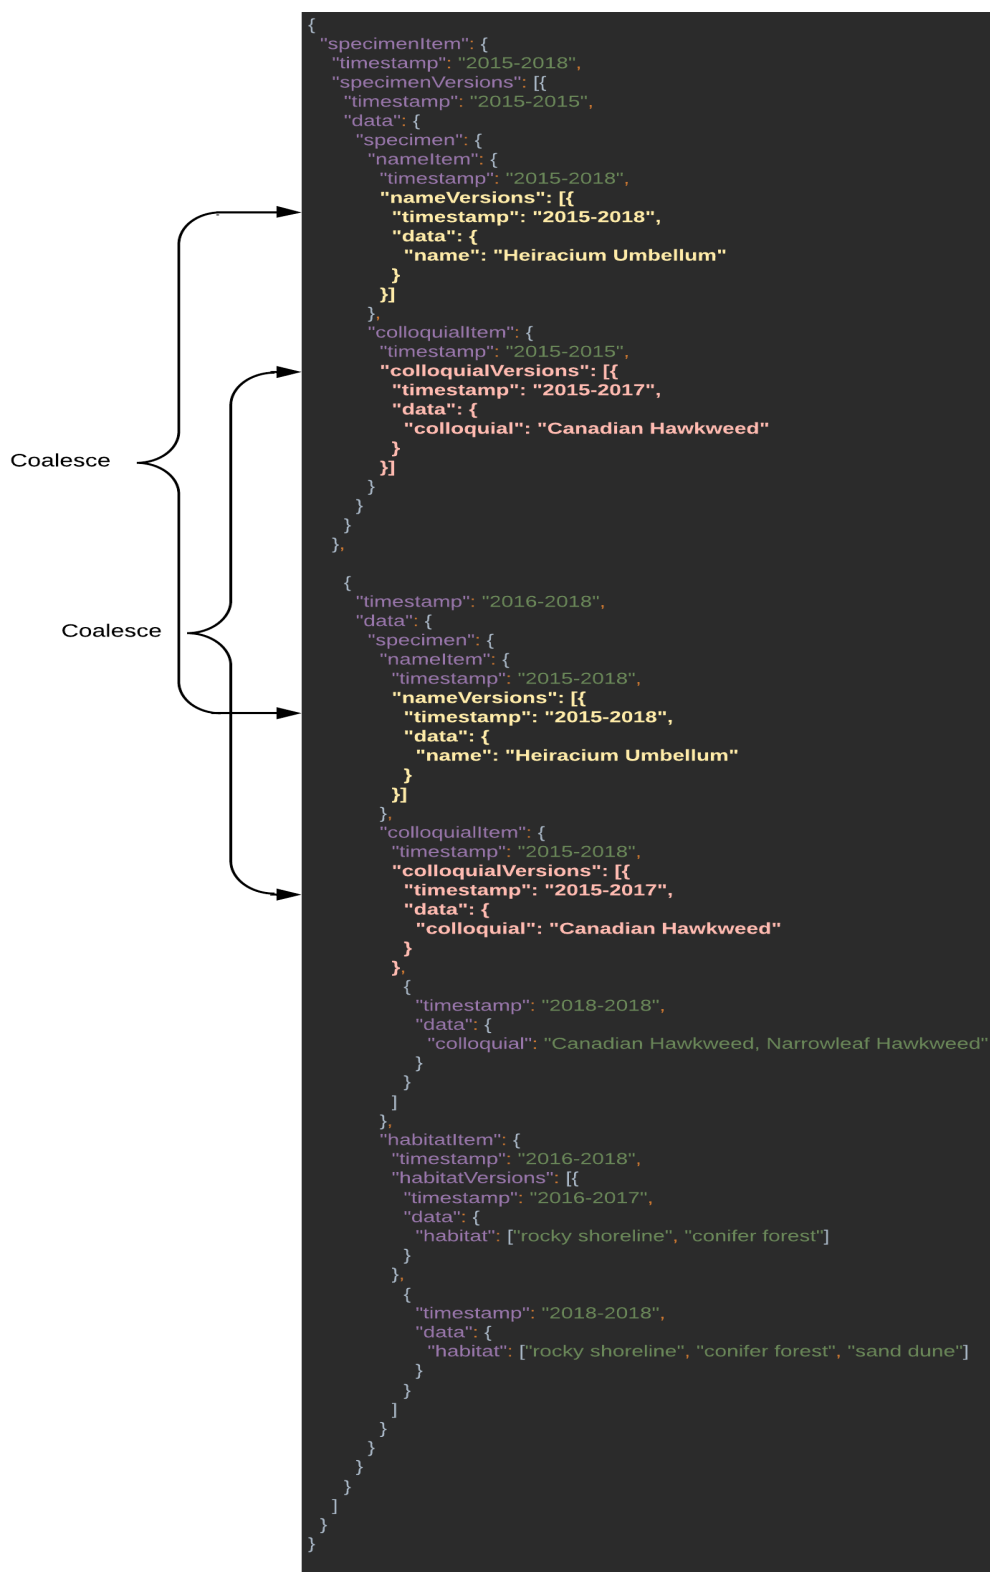 {
"specimenItem": {
"timestamp": "2015-2018",
"specimenVersions": [{
"timestamp": "2015-2015",
"data": {
"specimen": {
"nameItem": {
"timestamp": "2015-2018",
"nameVersions": [{
"timestamp": "2015-2018",
"data": {
"name": "Heiracium Umbellum"
}
}]
},
"colloquialItem": {
"timestamp": "2015-2015",
"colloquialVersions": [{
"timestamp": "2015-2017",
"data": {
"colloquial": "Canadian Hawkweed"
}
}]
Coalesce
}
}
}
},
{
"timestamp": "2016-2018",
"data": {
Coalesce
"specimen": {
"nameItem": {
"timestamp": "2015-2018",
"nameVersions": [{
"timestamp": "2015-2018",
"data": {
"name": "Heiracium Umbellum"
}
}]
},
"colloquialItem": {
"timestamp": "2015-2018",
"colloquialVersions": [{
"timestamp": "2015-2017",
"data": {
"colloquial": "Canadian Hawkweed"
}
},
{
"timestamp": "2018-2018",
"data": {
"colloquial": "Canadian Hawkweed, Narrowleaf Hawkweed"
}
}
]
},
"habitatItem": {
"timestamp": "2016-2018",
"habitatVersions": [{
"timestamp": "2016-2017",
"data": {
"habitat": ["rocky shoreline", "conifer forest"]
}
},
{
"timestamp": "2018-2018",
"data": {
"habitat": ["rocky shoreline", "conifer forest", "sand dune"]
}
}
]
}
}
}
}
]
}
}